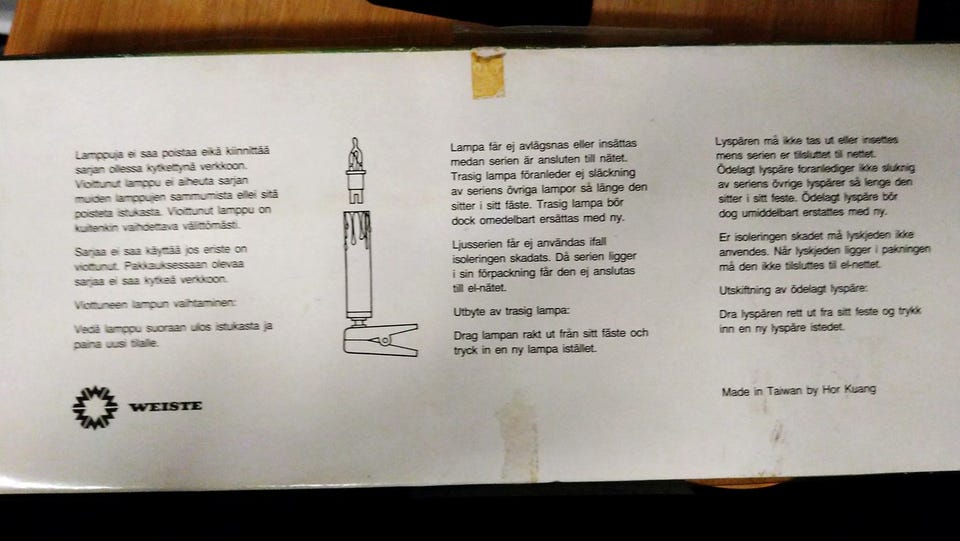 Lamppuja ei saa poistaa eikä kiinnittää
sarjan ollessa kytkettynä verkkoon.
Vioittunut lamppu ei aiheuta sarjan
muiden lamppujen sammumista ellei sitä
poisteta istukasta. Vioittunut lamppu on
kuitenkin vaihdettava välittömästi.
Sarjaa ei saa käyttää jos eriste on
viottunut. Pakkauksessaan olevaa
sarjaa ei saa kytkeä verkkoon.
Viottuneen lampun vaihtaminen:
Vedä lamppu suoraan ulos istukasta ja
paina uusi tilalle.
WEISTE
Lampa får ej avlägsnas eller insättas
medan serien är ansluten till nätet.
Trasig lampa föranleder ej släckning
av seriens övriga lampor så länge den
sitter i sitt fäste. Trasig lampa bör
dock omedelbart ersättas med ny.
Ljusserien får ej användas ifall
isoleringen skadats. Då serien ligger
i sin förpackning får den ej anslutas
till el-nätet.
Utbyte av trasig lampa:
Drag lampan rakt ut från sitt fäste och
tryck in en ny lampa istället.
Lyspären må ikke tas ut eller insettes
mens serien er tilsluttet til nettet.
Ödelagt lyspäre foranlediger ikke sluknig
av seriens övrige lyspärer så lenge den
sitter i sitt feste. Ödelagt lyspäre bör
dog umiddelbart erstattes med ny.
Er isoleringen skadet må lyskjeden ikke
anvendes. Når lyskjeden ligger i pakningen
må den ikke tilsluttes til el-nettet.
Utskiftning av ödelagt lyspäre:
Dra lyspären rett ut fra sitt feste og trykk
inn en ny lyspäre istedet.
Made in Taiwan by Hor Kuang